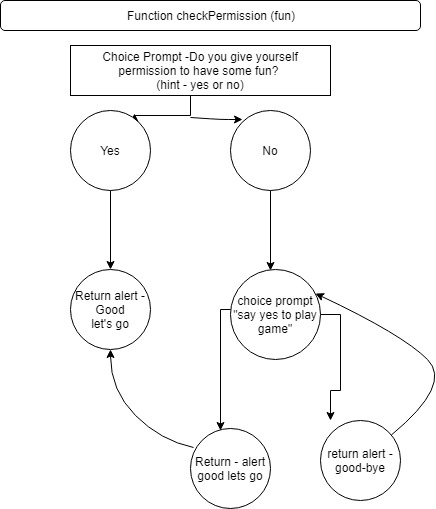 Function checkPermission (fun)
Choice Prompt -Do you give yourself
permission to have some fun?
(hint - yes or no)
Yes
No
Return alert -
Good
let's go
choice prompt
"say yes to play
game"
Return - alert
good lets go
return alert -
good-bye